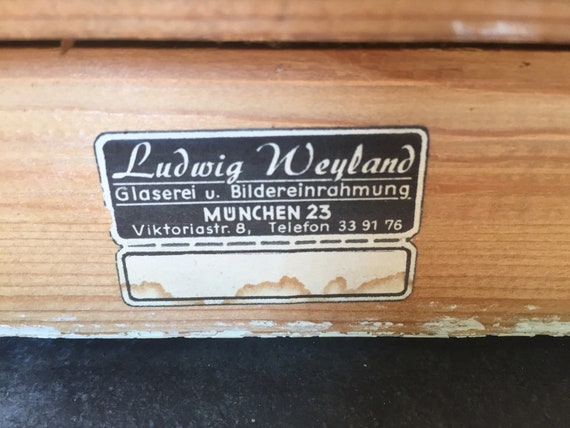 Ludwig Weyland
Glaserei u. Bildereinrahmung
MÜNCHEN 23
Viktoriastr. 8, Telefon 33 91 76